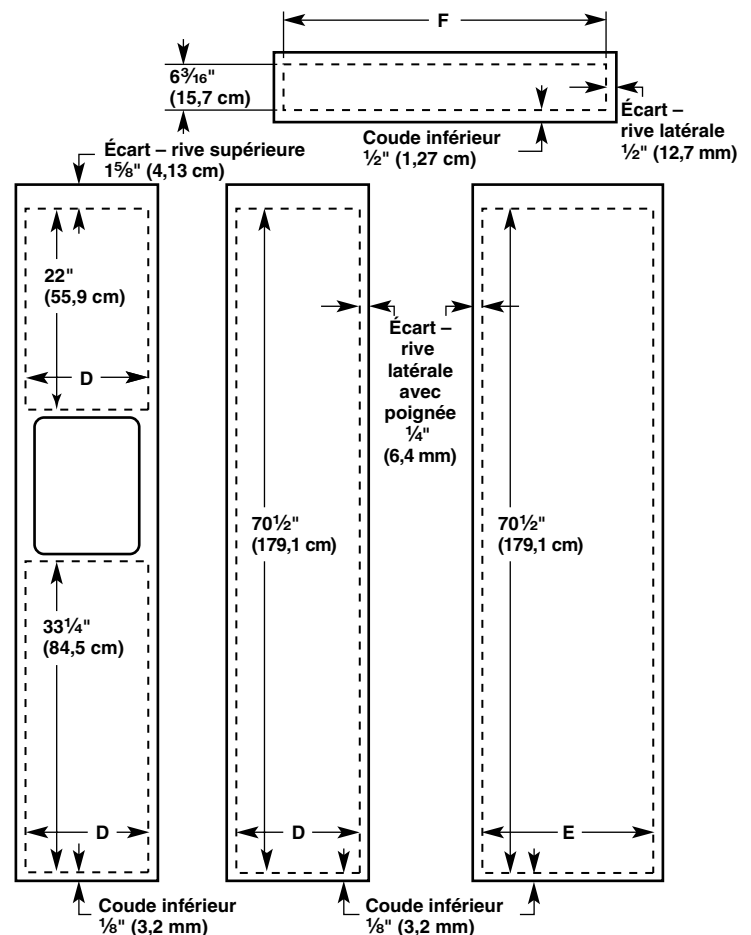 F
6 3/16"
(15,7 cm)
Écart –
rive latérale
½" (12,7 mm)
Coude inférieur
½" (1,27 cm)
Écart – rive supérieure
1⅝" (4,13 cm)
22"
(55,9 cm)
D
33¼"
(84,5 cm)
D
Coude inférieur
⅛" (3,2 mm)
70½"
(179,1 cm)
D
Écart –
rive
latérale
avec
poignée
¼"
(6,4 mm)
70½"
(179,1 cm)
E
Coude inférieur
⅛" (3,2 mm)